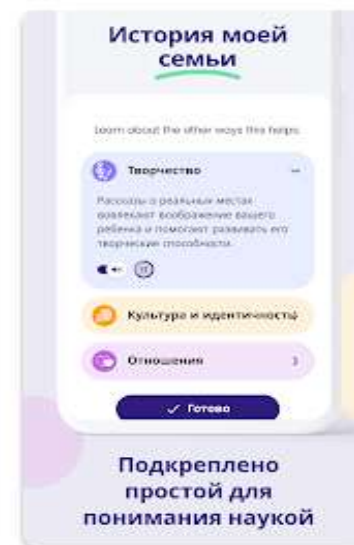 История моей
семьи
Learn about the other ways this helps:
Творчество
Рассказы о реальных местах
вовлекают воображение вашего
ребенка и помогают развивать его
творческие способности.
Культура и идентичность
Отношения
Готово
Подкреплено
простой для
понимания наукой